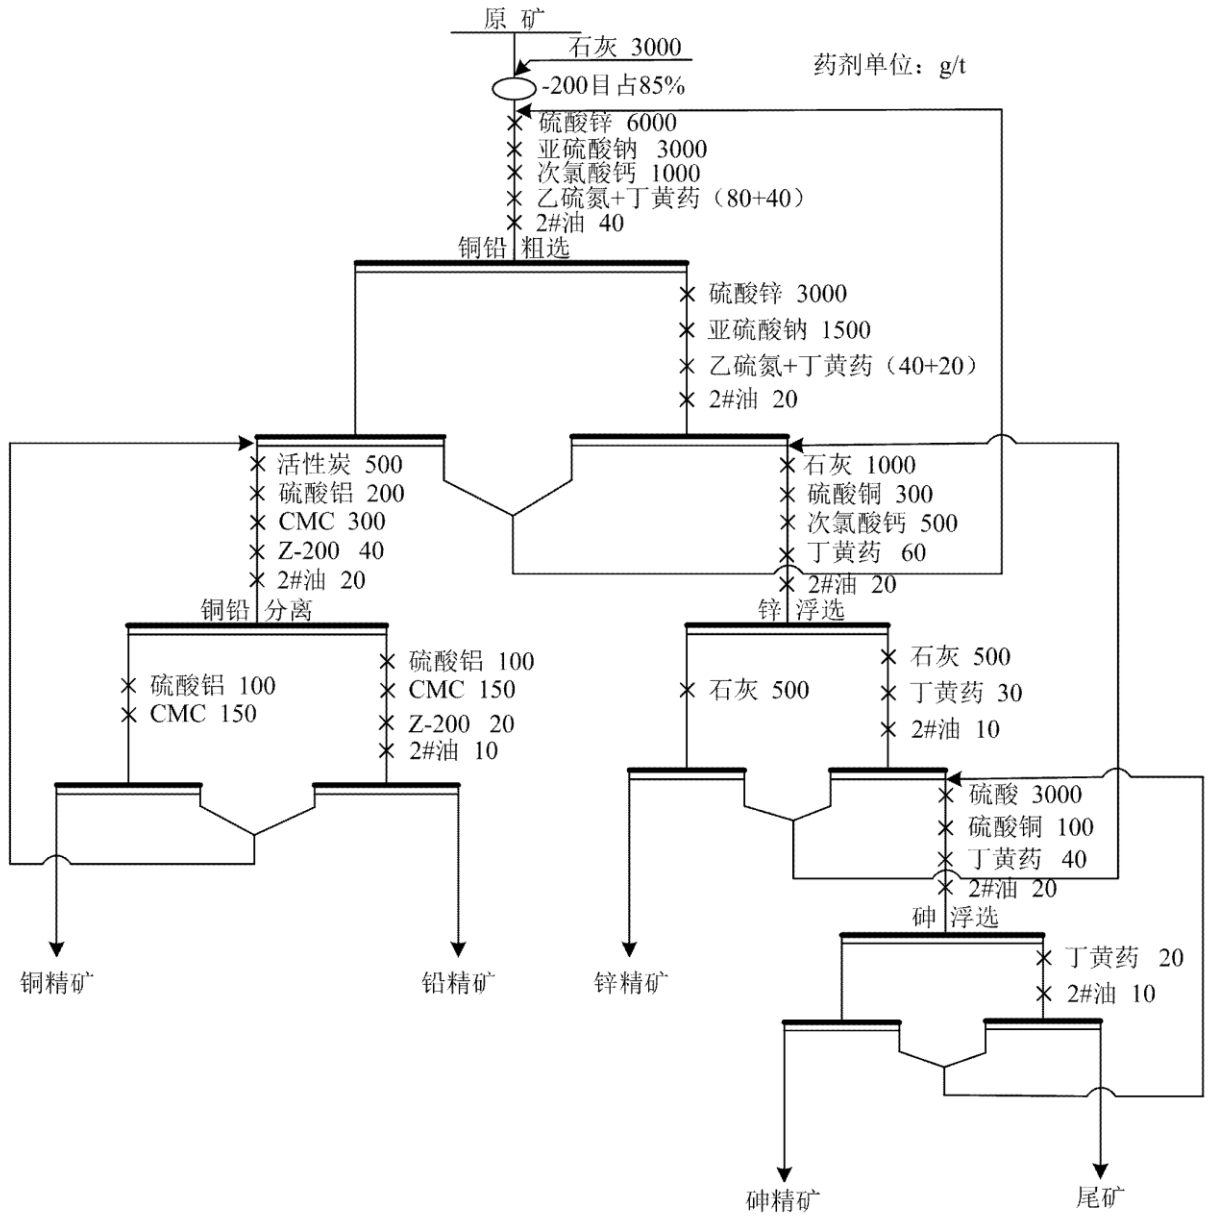 原 矿
石灰 3000
药剂单位：g/t
-200目占85%
硫酸锌 6000
亚硫酸钠 3000
次氯酸钙 1000
乙硫氮+丁黄药（80+40）
2#油 40
铜铅 粗选
硫酸锌 3000
亚硫酸钠 1500
乙硫氮+丁黄药（40+20）
2#油 20
活性炭 500
硫酸铝 200
CMC 300
Z-200 40
2#油 20
铜铅 分离
石灰 1000
硫酸铜 300
次氯酸钙 500
丁黄药 60
2#油 20
锌 浮选
硫酸铝 100
CMC 150
硫酸铝 100
CMC 150
Z-200 20
2#油 10
石灰 500
石灰 500
丁黄药 30
2#油 10
硫酸 3000
硫酸铜 100
丁黄药 40
2#油 20
砷 浮选
铜精矿
铅精矿
锌精矿
丁黄药 20
2#油 10
砷精矿
尾矿